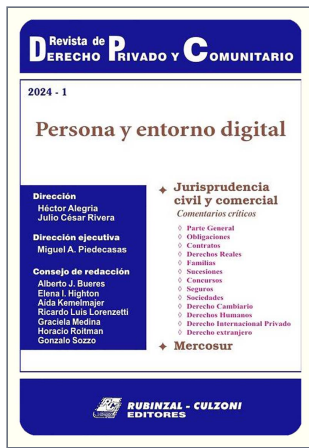 Revista de
DERECHO PRIVADO Y COMUNITARIO
2024 - 1
Persona y entorno digital
Dirección
Héctor Alegria
Julio César Rivera
Dirección ejecutiva
Miguel A. Piedecasas
Consejo de redacción
Alberto J. Bueres
Elena I. Highton
Aída Kemelmajer
Ricardo Luis Lorenzetti
Graciela Medina
Horacio Roitman
Gonzalo Sozzo
Jurisprudencia
civil y comercial
Comentarios críticos
◊ Parte General
◊ Obligaciones
◊ Contratos
◊ Derechos Reales
◊ Familias
◊ Sucesiones
◊ Concursos
◊ Seguros
◊ Sociedades
◊ Derecho Cambiario
◊ Derechos Humanos
◊ Derecho Internacional Privado
◊ Derecho extranjero
Mercosur
RUBINZAL - CULZONI
EDITORES